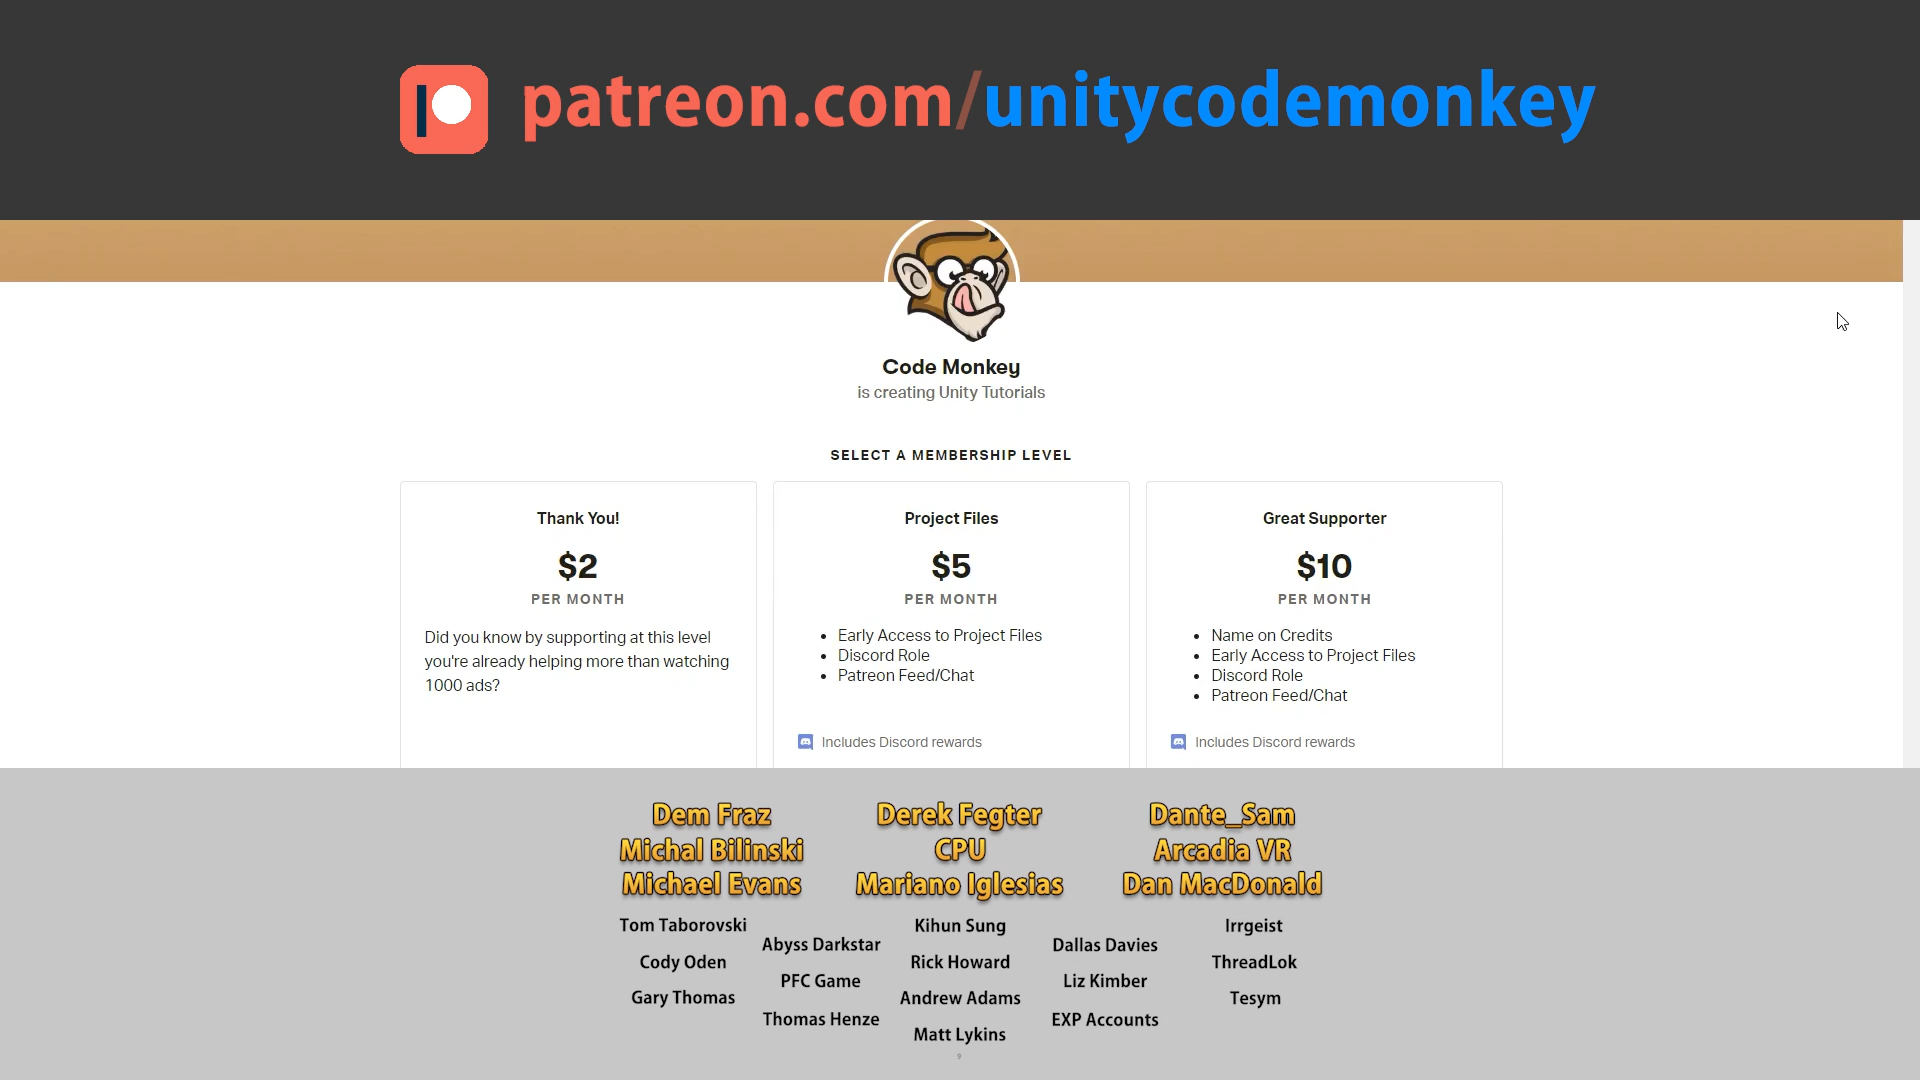 patreon.com/unitycodemonkey
Code Monkey
is creating Unity Tutorials
SELECT A MEMBERSHIP LEVEL
Thank You!
$2
PER MONTH
Did you know by supporting at this level
you're already helping more than watching
1000 ads?
Project Files
$5
PER MONTH
• Early Access to Project Files
• Discord Role
• Patreon Feed/Chat
Includes Discord rewards
Great Supporter
$10
PER MONTH
• Name on Credits
• Early Access to Project Files
• Discord Role
• Patreon Feed/Chat
Includes Discord rewards
Dem Fraz
Michal Bilinski
Michael Evans
Derek Fegter
CPU
Mariano Iglesias
Dante_Sam
Arcadia VR
Dan MacDonald
Tom Taborovski
Cody Oden
Gary Thomas
Abyss Darkstar
PFC Game
Thomas Henze
Kihun Sung
Rick Howard
Andrew Adams
Matt Lykins
Dallas Davies
Liz Kimber
EXP Accounts
Irrgeist
ThreadLok
Tesym